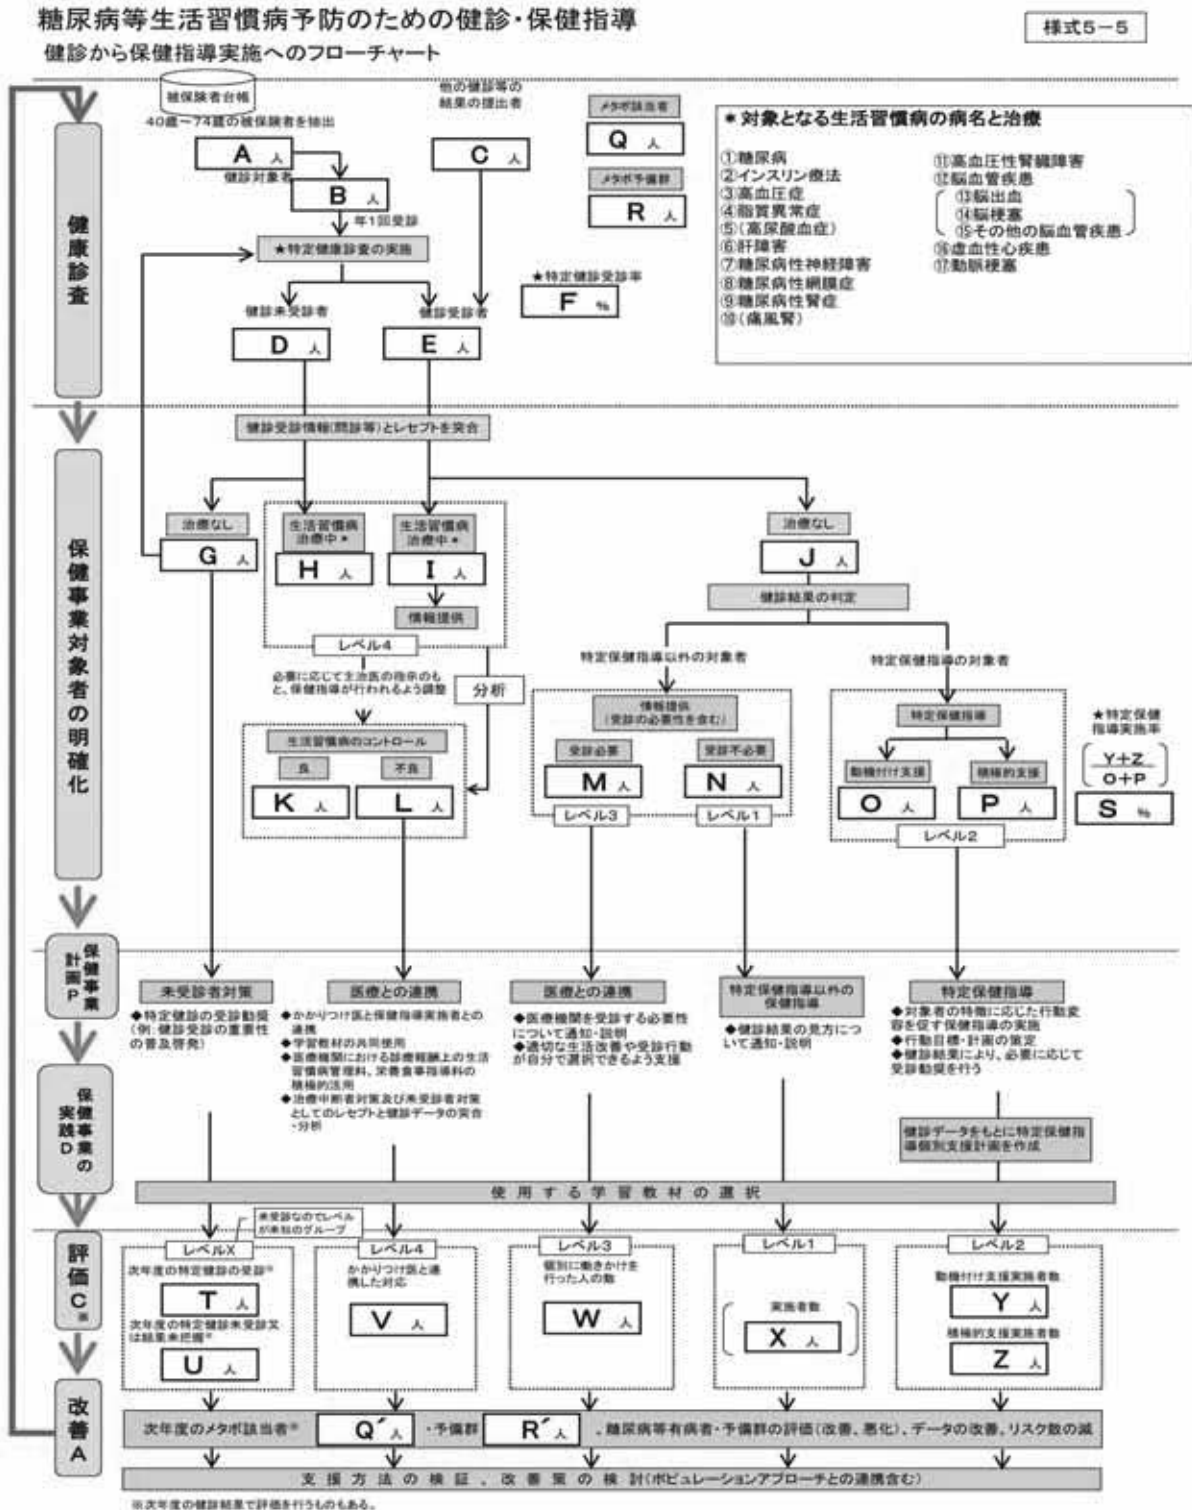 糖尿病等生活習慣病予防のための健診・保健指導
様式5－5
健診から保健指導実施へのフローチャート
被保険者台帳
40歳～74歳の被保険者を抽出
他の健診等の
結果の提出者
メタボ該当者
Q 人
メタボ予備群
R 人
A 人
健診対象者
B 人
C 人
年1回受診
★特定健康診査の実施
★特定健診受診率
F %
健診未受診者
D 人
健診受診者
E 人
＊対象となる生活習慣病の病名と治療
①糖尿病
②インスリン療法
③高血圧症
④脂質異常症
⑤(高尿酸血症)
⑥肝障害
⑦糖尿病性神経障害
⑧糖尿病性網膜症
⑨糖尿病性腎症
⑩(痛風腎)
⑪高血圧性腎臓障害
⑫脳血管疾患
⑬脳出血
⑭脳梗塞
⑮その他の脳血管疾患
⑯虚血性心疾患
⑰動脈梗塞
健康診査
健診受診情報(問診等)とレセプトを突合
保健事業対象者の明確化
治療なし
G 人
生活習慣病
治療中＊
H 人
生活習慣病
治療中＊
I 人
情報提供
レベル4
治療なし
J 人
健診結果の判定
必要に応じて主治医の指示のも
と、保健指導が行われるよう調整
分析
特定保健指導以外の対象者
特定保健指導の対象者
生活習慣病のコントロール
良
不良
K 人
L 人
情報提供
(受診の必要性を含む)
受診必要
受診不必要
M 人
N 人
レベル3
レベル1
特定保健指導
動機付け支援
積極的支援
O 人
P 人
レベル2
★特定保健
指導実施率
Y+Z
O+P
S %
保健事業
計画P
未受診者対策
◆特定健診の受診勧奨
(例:健診受診の重要性
の普及啓発)
医療との連携
◆かかりつけ医と保健指導実施者との
連携
◆学習教材の共同使用
◆医療機関における診療報酬上の生活
習慣病管理料、栄養食事指導料の
積極的活用
◆治療中断者対策及び未受診者対策
としてのレセプトと健診データの突合
・分析
医療との連携
◆医療機関を受診する必要性
について通知・説明
◆適切な生活改善や受診行動
が自分で選択できるよう支援
特定保健指導以外の
保健指導
◆健診結果の見方につ
いて通知・説明
特定保健指導
◆対象者の特徴に応じた行動変
容を促す保健指導の実施
◆行動目標・計画の策定
◆健診結果により、必要に応じて
受診勧奨を行う
保健事業の
実践D
健診データをもとに特定保健指
導個別支援計画を作成
使用する学習教材の選択
評価C※
未受診なのでレベル
が未知のグループ
レベルX
次年度の特定健診の受診※
T 人
次年度の特定健診未受診又
は結果未把握※
U 人
レベル4
かかりつけ医と連
携した対応
V 人
レベル3
個別に働きかけを
行った人の数
W 人
レベル1
実施者数
X 人
レベル2
動機付け支援実施者数
Y 人
積極的支援実施者数
Z 人
改善A
次年度のメタボ該当者※ Q´人 ・予備群 R´人 、糖尿病等有病者・予備群の評価(改善、悪化)、データの改善、リスク数の減
支援方法の検証、改善策の検討(ポピュレーションアプローチとの連携含む)
※次年度の健診結果で評価を行うものもある。